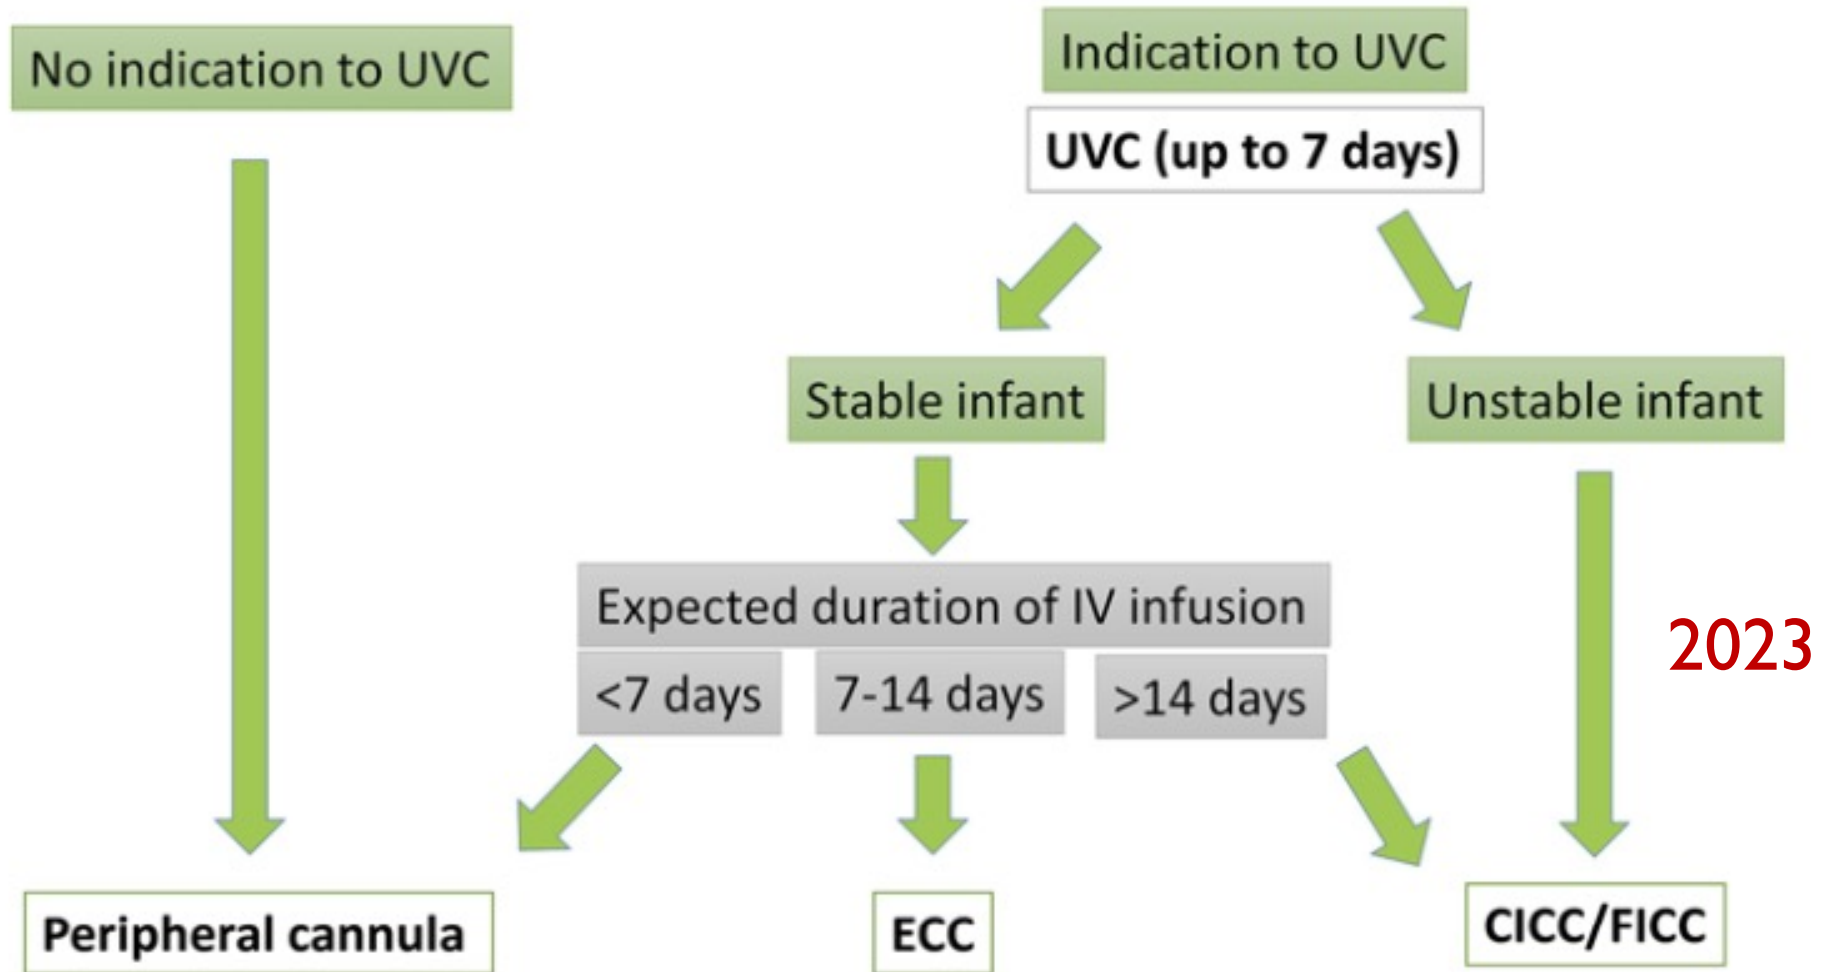 No indication to UVC
Indication to UVC
UVC (up to 7 days)
Stable infant
Unstable infant
Expected duration of IV infusion
<7 days
7-14 days
>14 days
2023
Peripheral cannula
ECC
CICC/FICC